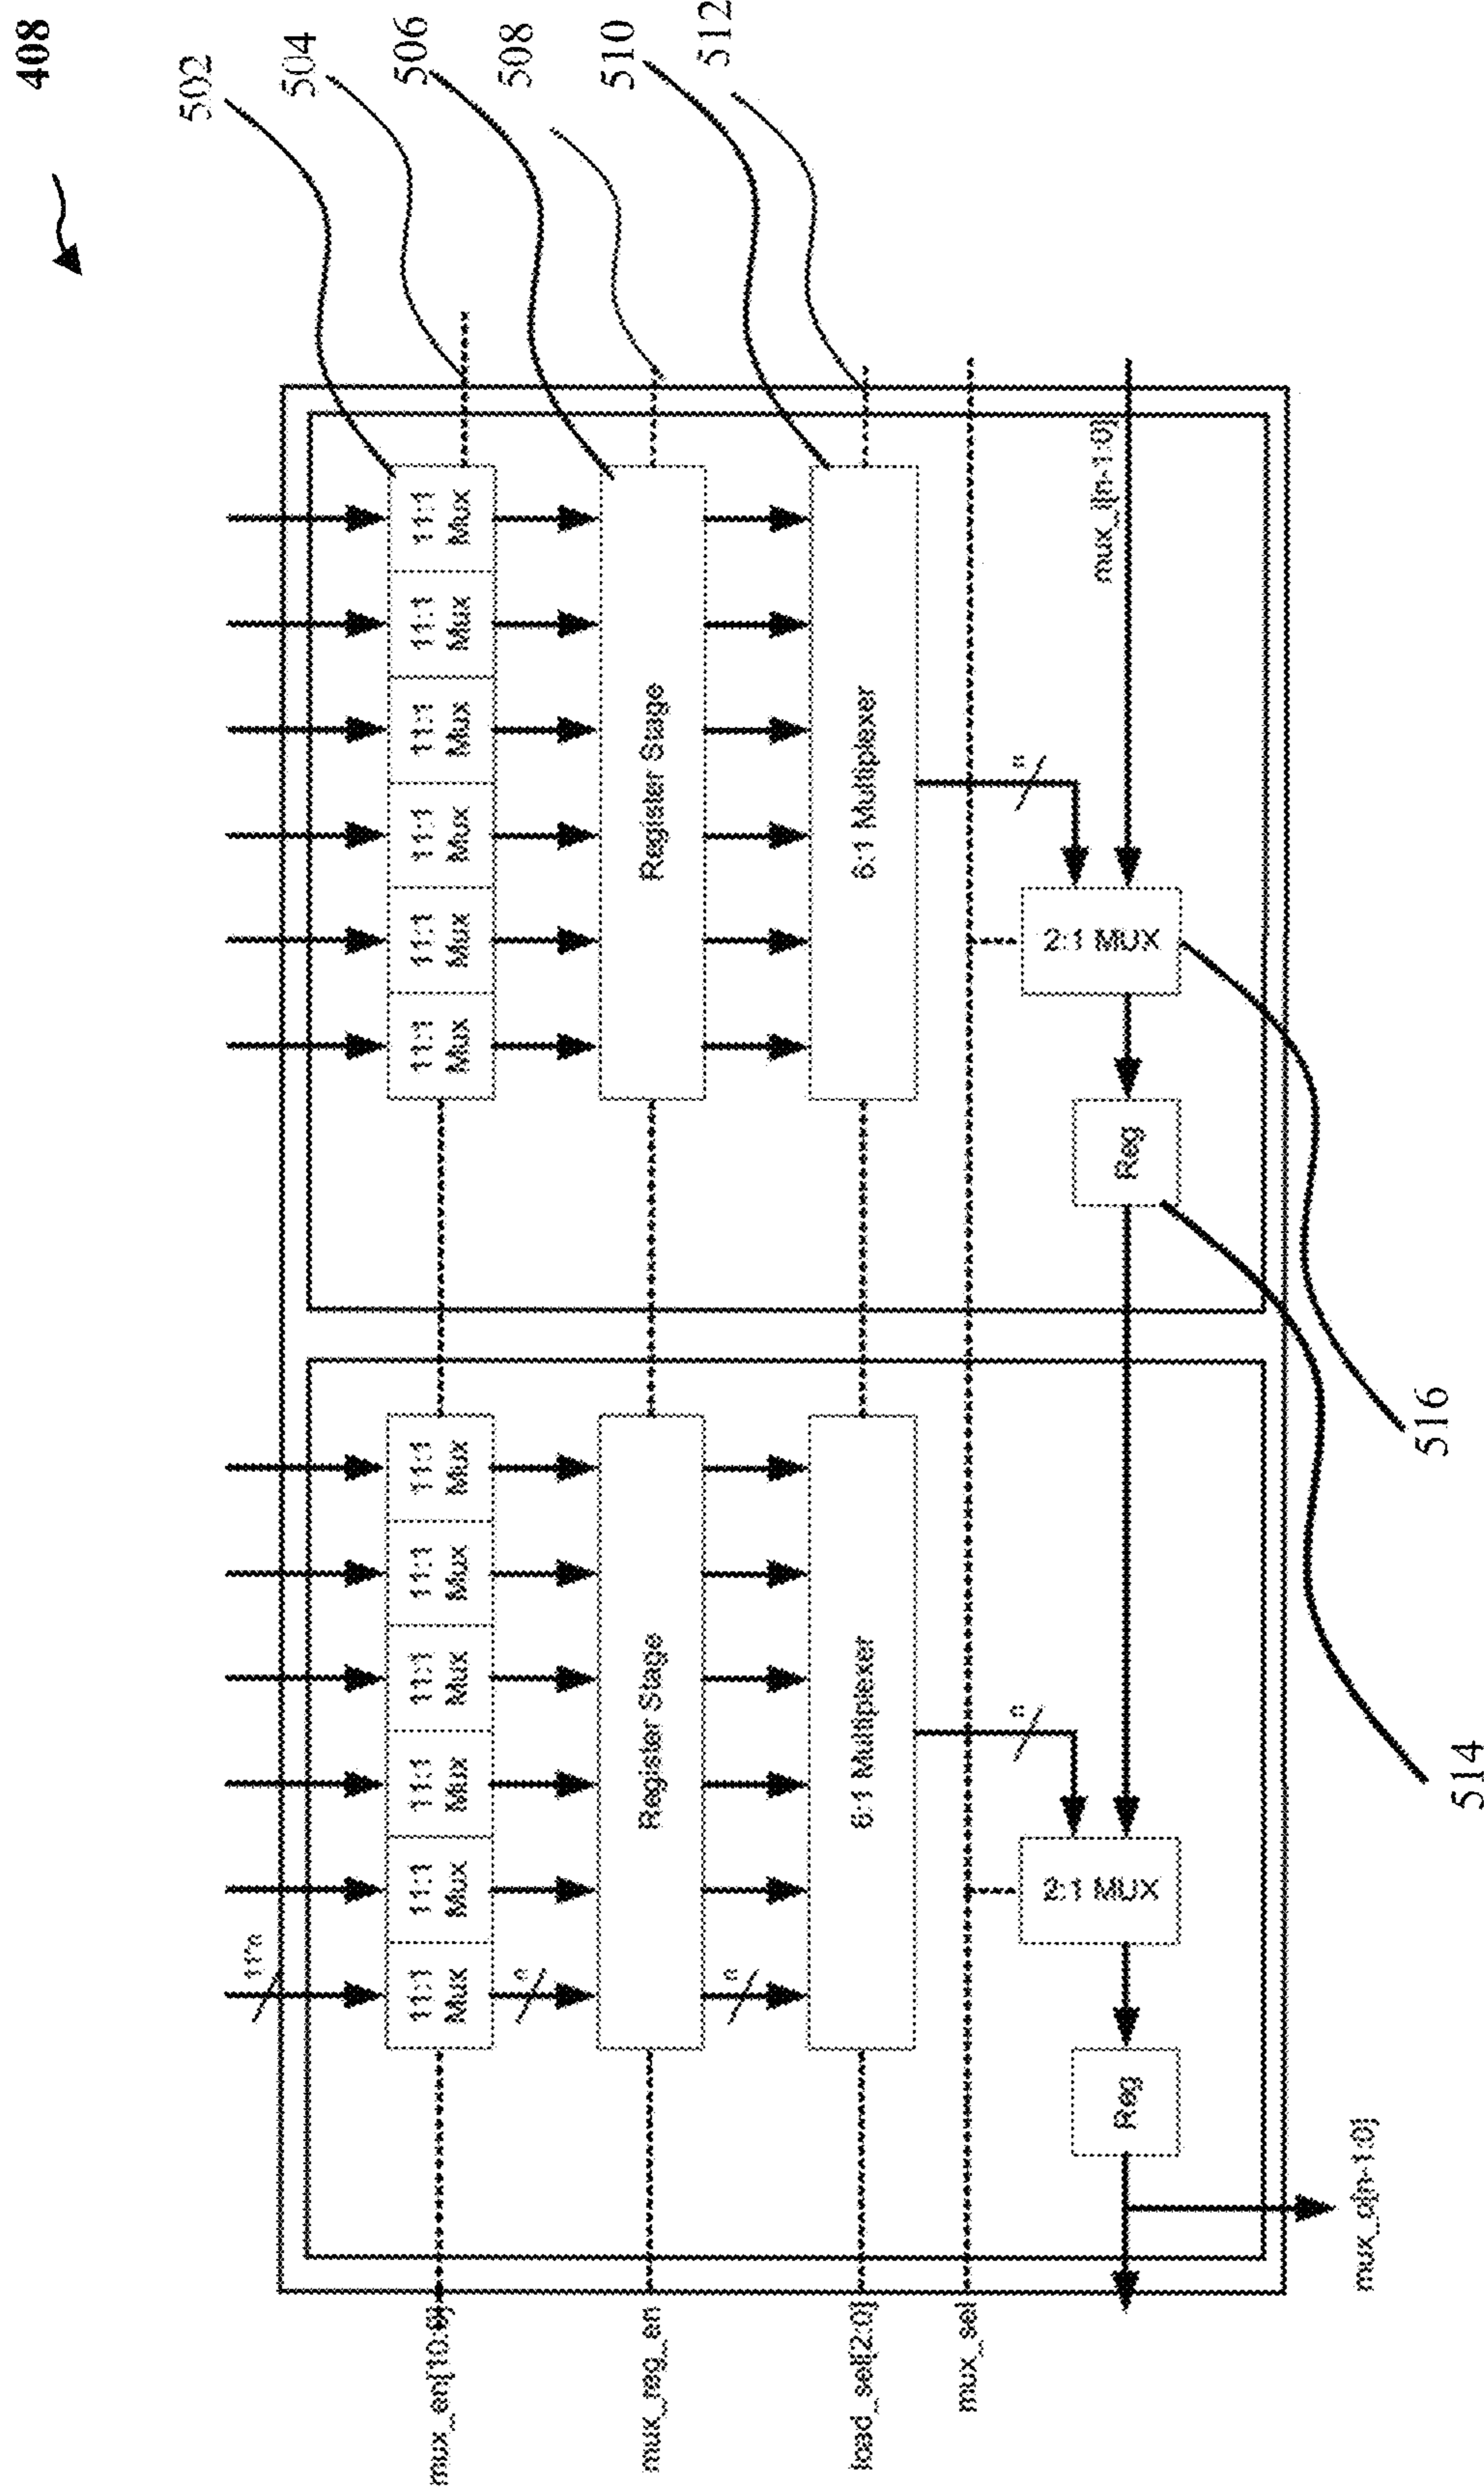 408
502
504
506
508
510
512
11*n
mux_en[10:0]
11:1
Mux
11:1
Mux
11:1
Mux
11:1
Mux
11:1
Mux
11:1
Mux
11:1
Mux
11:1
Mux
11:1
Mux
11:1
Mux
11:1
Mux
11:1
Mux
n
mux_reg_en
Register Stage
Register Stage
n
load_sel[2:0]
6:1 Multiplexer
6:1 Multiplexer
mux_sel
n
n
2:1 MUX
2:1 MUX
mux_i[n-1:0]
Reg
Reg
mux_o[n-1:0]
516
514